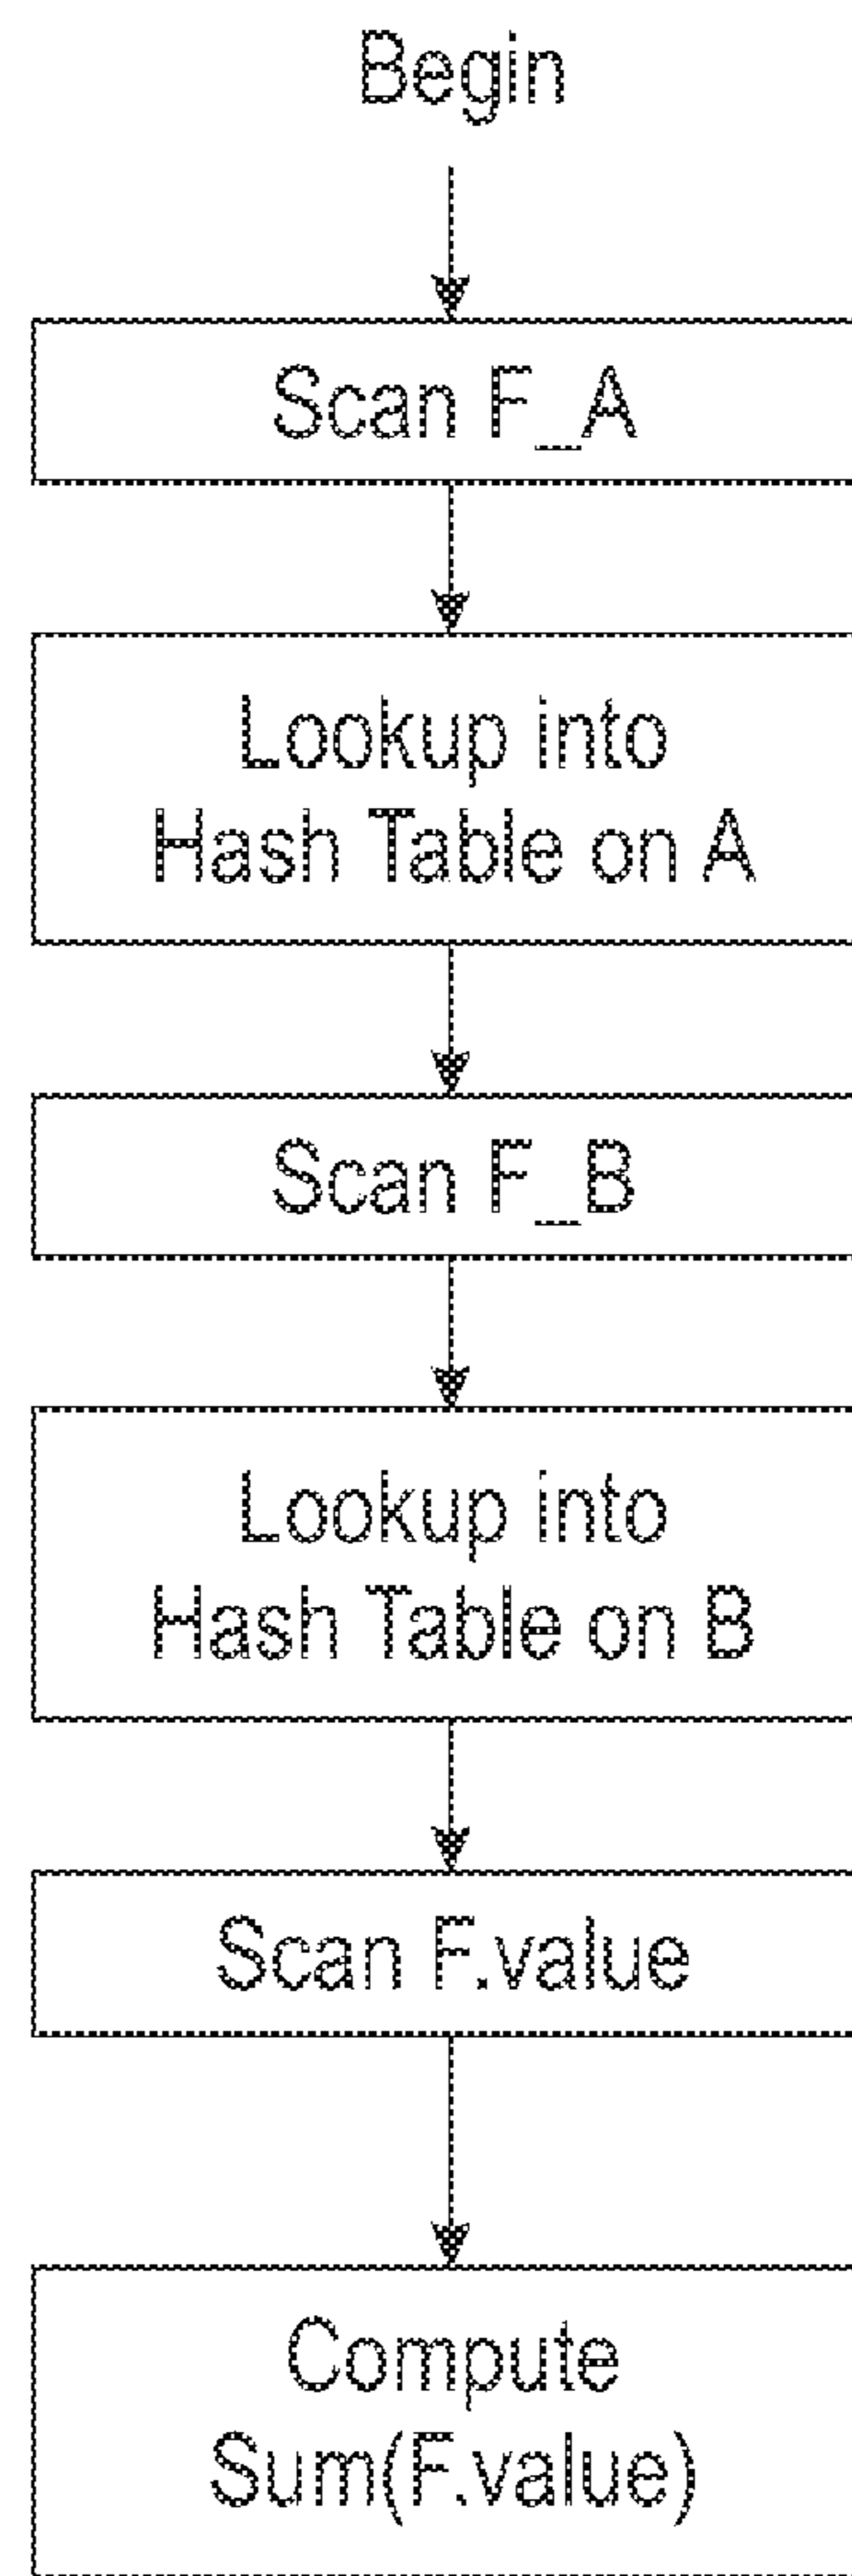 Begin
Scan F_A
Lookup into
Hash Table on A
Scan F_B
Lookup into
Hash Table on B
Scan F.value
Compute
Sum(F.value)